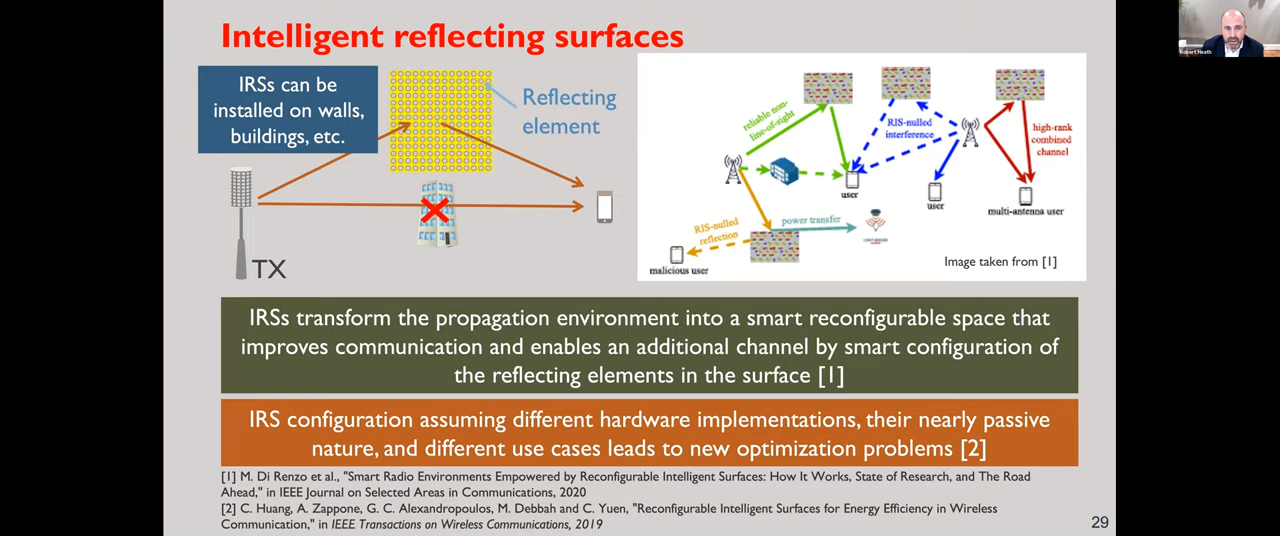 Intelligent reflecting surfaces
Robert Heath
IRSs can be
installed on walls,
buildings, etc.
Reflecting
element
TX
reliable non-
line-of-sight
RIS-nulled
interference
high-rank
combined
channel
user
user
multi-antenna user
RIS-nulled
reflection
power transfer
malicious user
Image taken from [1]
IRSs transform the propagation environment into a smart reconfigurable space that
improves communication and enables an additional channel by smart configuration of
the reflecting elements in the surface [1]
IRS configuration assuming different hardware implementations, their nearly passive
nature, and different use cases leads to new optimization problems [2]
[1] M. Di Renzo et al., "Smart Radio Environments Empowered by Reconfigurable Intelligent Surfaces: How It Works, State of Research, and The Road
Ahead," in IEEE Journal on Selected Areas in Communications, 2020
[2] C. Huang, A. Zappone, G. C. Alexandropoulos, M. Debbah and C. Yuen, "Reconfigurable Intelligent Surfaces for Energy Efficiency in Wireless
Communication," in IEEE Transactions on Wireless Communications, 2019
29